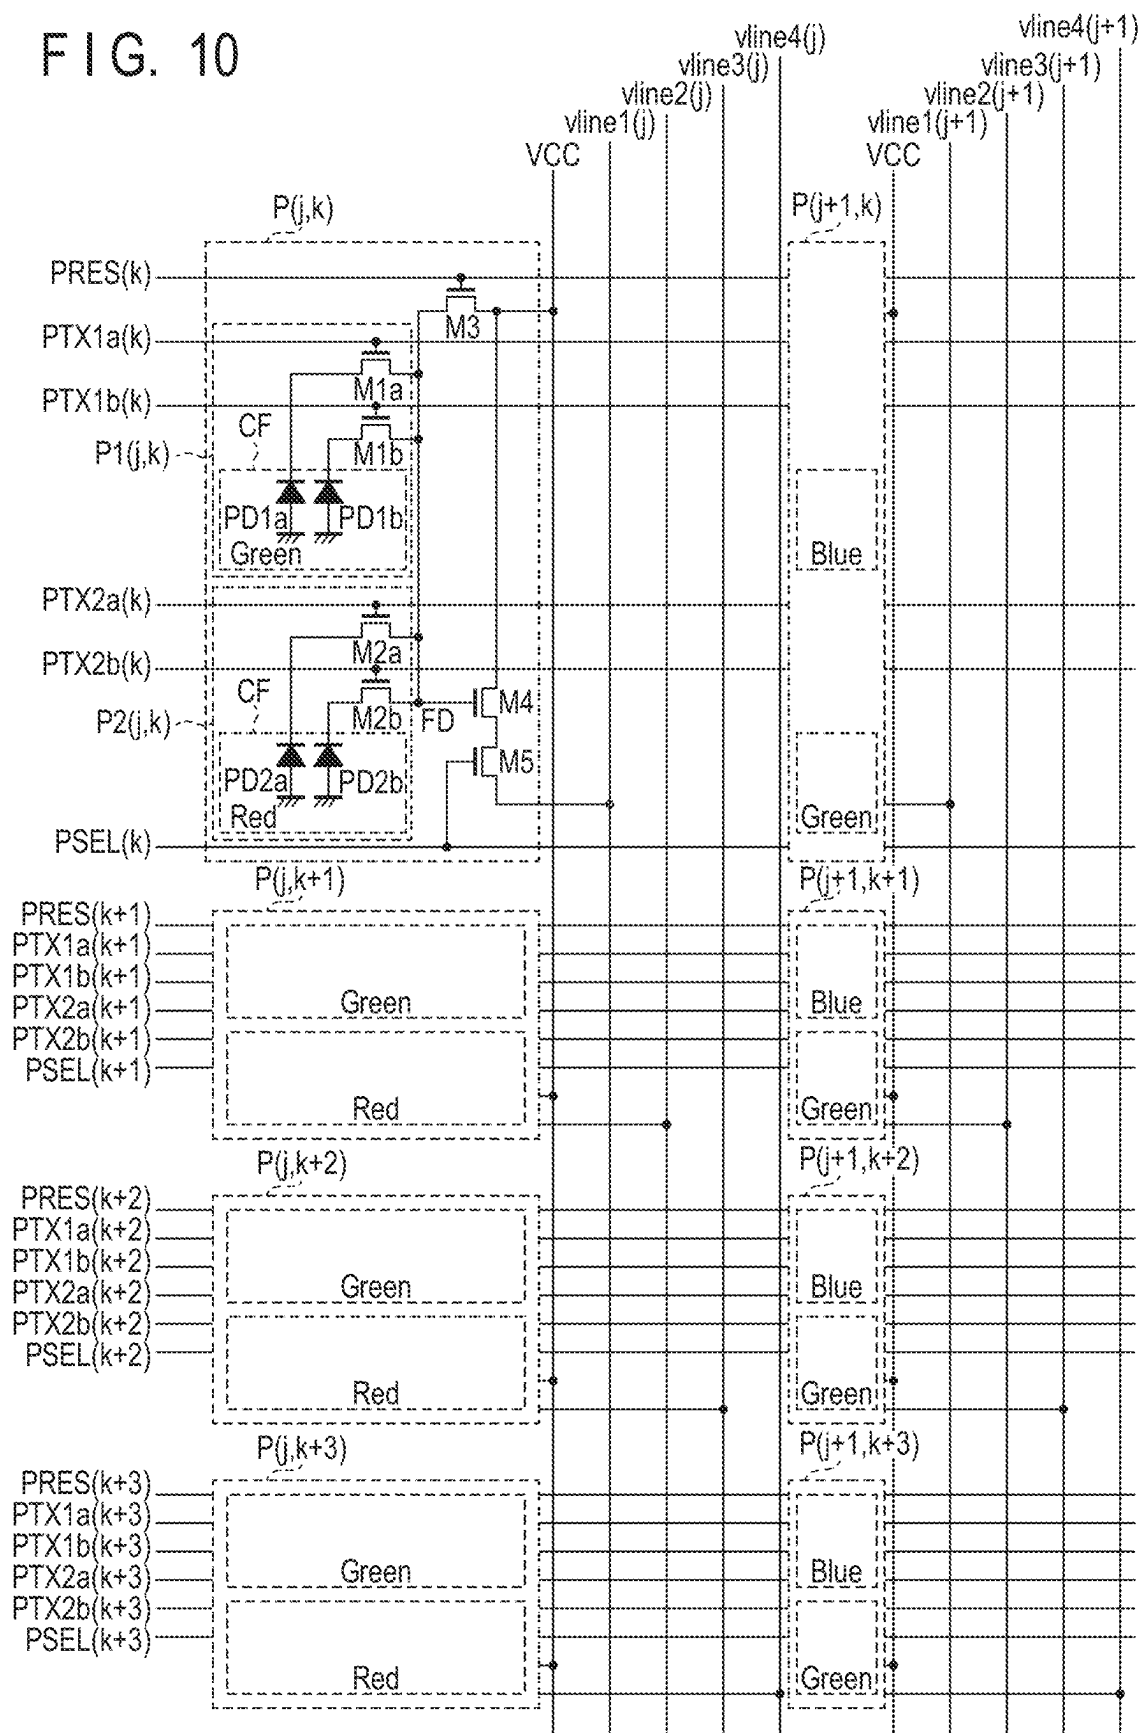 FIG. 10
vline4(j)
vline3(j)
vline2(j)
vline1(j)
VCC
vline4(j+1)
vline3(j+1)
vline2(j+1)
vline1(j+1)
VCC
P(j,k)
P(j+1,k)
PRES(k)
M3
PTX1a(k)
M1a
PTX1b(k)
CF
M1b
P1(j,k)
PD1a
PD1b
Green
Blue
PTX2a(k)
M2a
PTX2b(k)
CF
M2b
FD
M4
P2(j,k)
M5
PD2a
PD2b
Red
Green
PSEL(k)
P(j,k+1)
P(j+1,k+1)
PRES(k+1)
PTX1a(k+1)
PTX1b(k+1)
PTX2a(k+1)
PTX2b(k+1)
PSEL(k+1)
Green
Blue
Red
Green
P(j,k+2)
P(j+1,k+2)
PRES(k+2)
PTX1a(k+2)
PTX1b(k+2)
PTX2a(k+2)
PTX2b(k+2)
PSEL(k+2)
Green
Blue
Red
Green
P(j,k+3)
P(j+1,k+3)
PRES(k+3)
PTX1a(k+3)
PTX1b(k+3)
PTX2a(k+3)
PTX2b(k+3)
PSEL(k+3)
Green
Blue
Red
Green